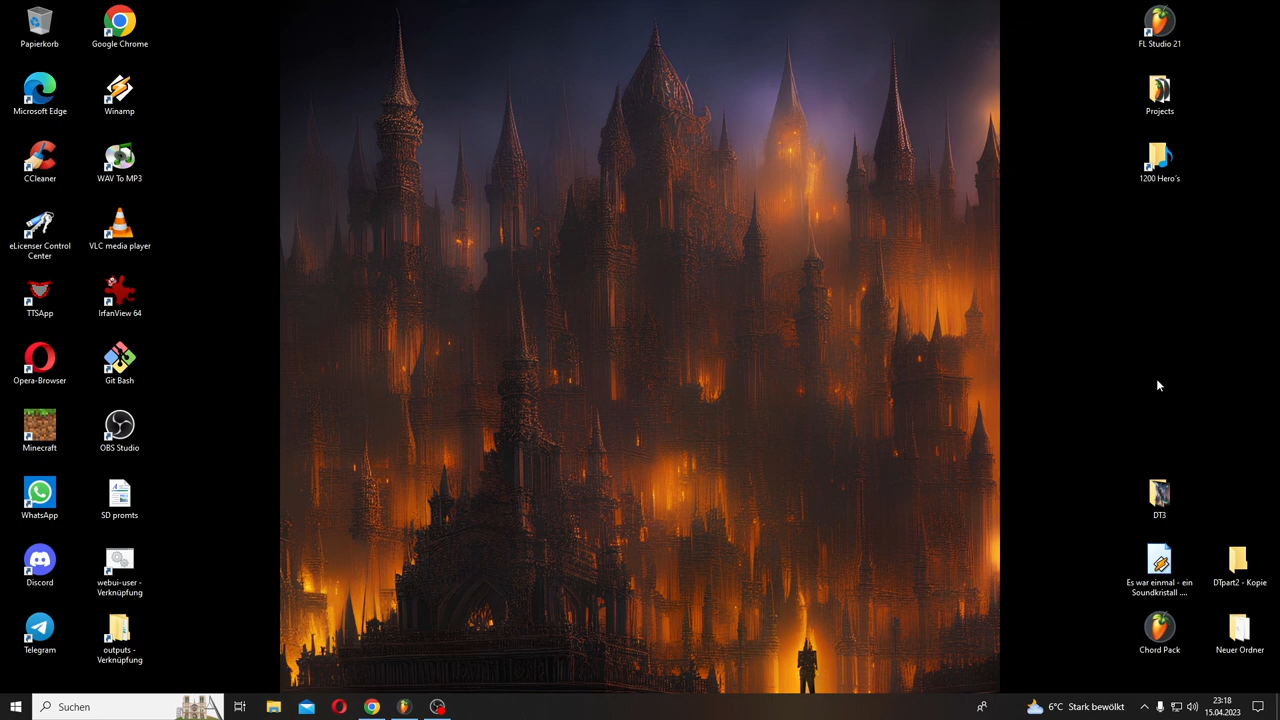 Papierkorb
Google Chrome
FL Studio 21
Microsoft Edge
Winamp
Projects
CCleaner
WAV To MP3
1200 Hero´s
eLicenser Control
Center
VLC media player
TTSApp
IrfanView 64
Opera-Browser
Git Bash
Minecraft
OBS Studio
WhatsApp
SD promts
DT3
Discord
webui-user -
Verknüpfung
Es war einmal - ein
Soundkristall ....
DTpart2 - Kopie
Telegram
outputs -
Verknüpfung
Chord Pack
Neuer Ordner
Suchen
6°C Stark bewölkt
23:18
15.04.2023